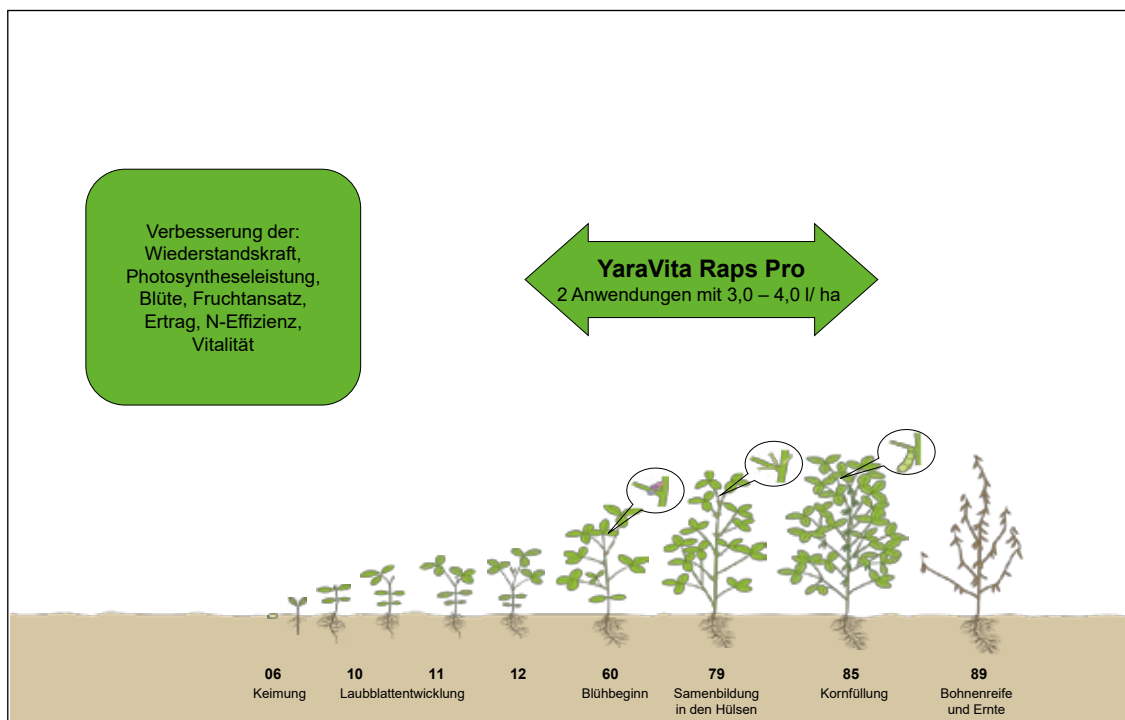 Verbesserung der:
Wiederstandskraft,
Photosyntheseleistung,
Blüte, Fruchtansatz,
Ertrag, N-Effizienz,
Vitalität
YaraVita Raps Pro
2 Anwendungen mit 3,0 – 4,0 l/ ha
06 10 11 12 60 79 85 89
Keimung Laubblattentwicklung Blühbeginn Samenbildung Kornfüllung Bohnenreife
in den Hülsen und Ernte